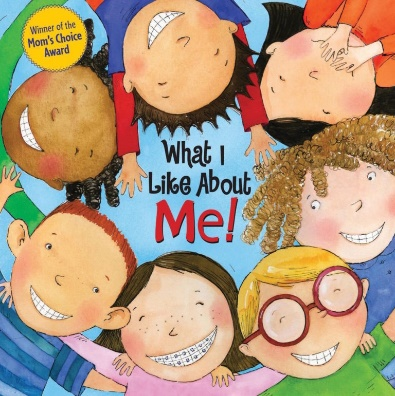 Winner of the
Mom's Choice
Award
What I
Like About
Me!